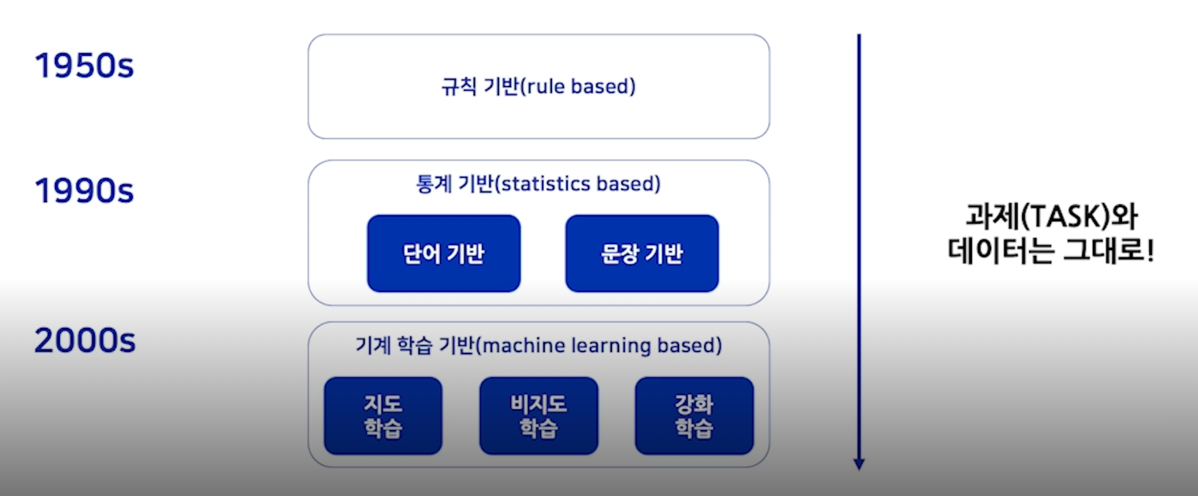 1950s
규칙 기반(rule based)
1990s
통계 기반(statistics based)
단어 기반
문장 기반
과제(TASK)와
데이터는 그대로!
2000s
기계 학습 기반(machine learning based)
지도
학습
비지도
학습
강화
학습